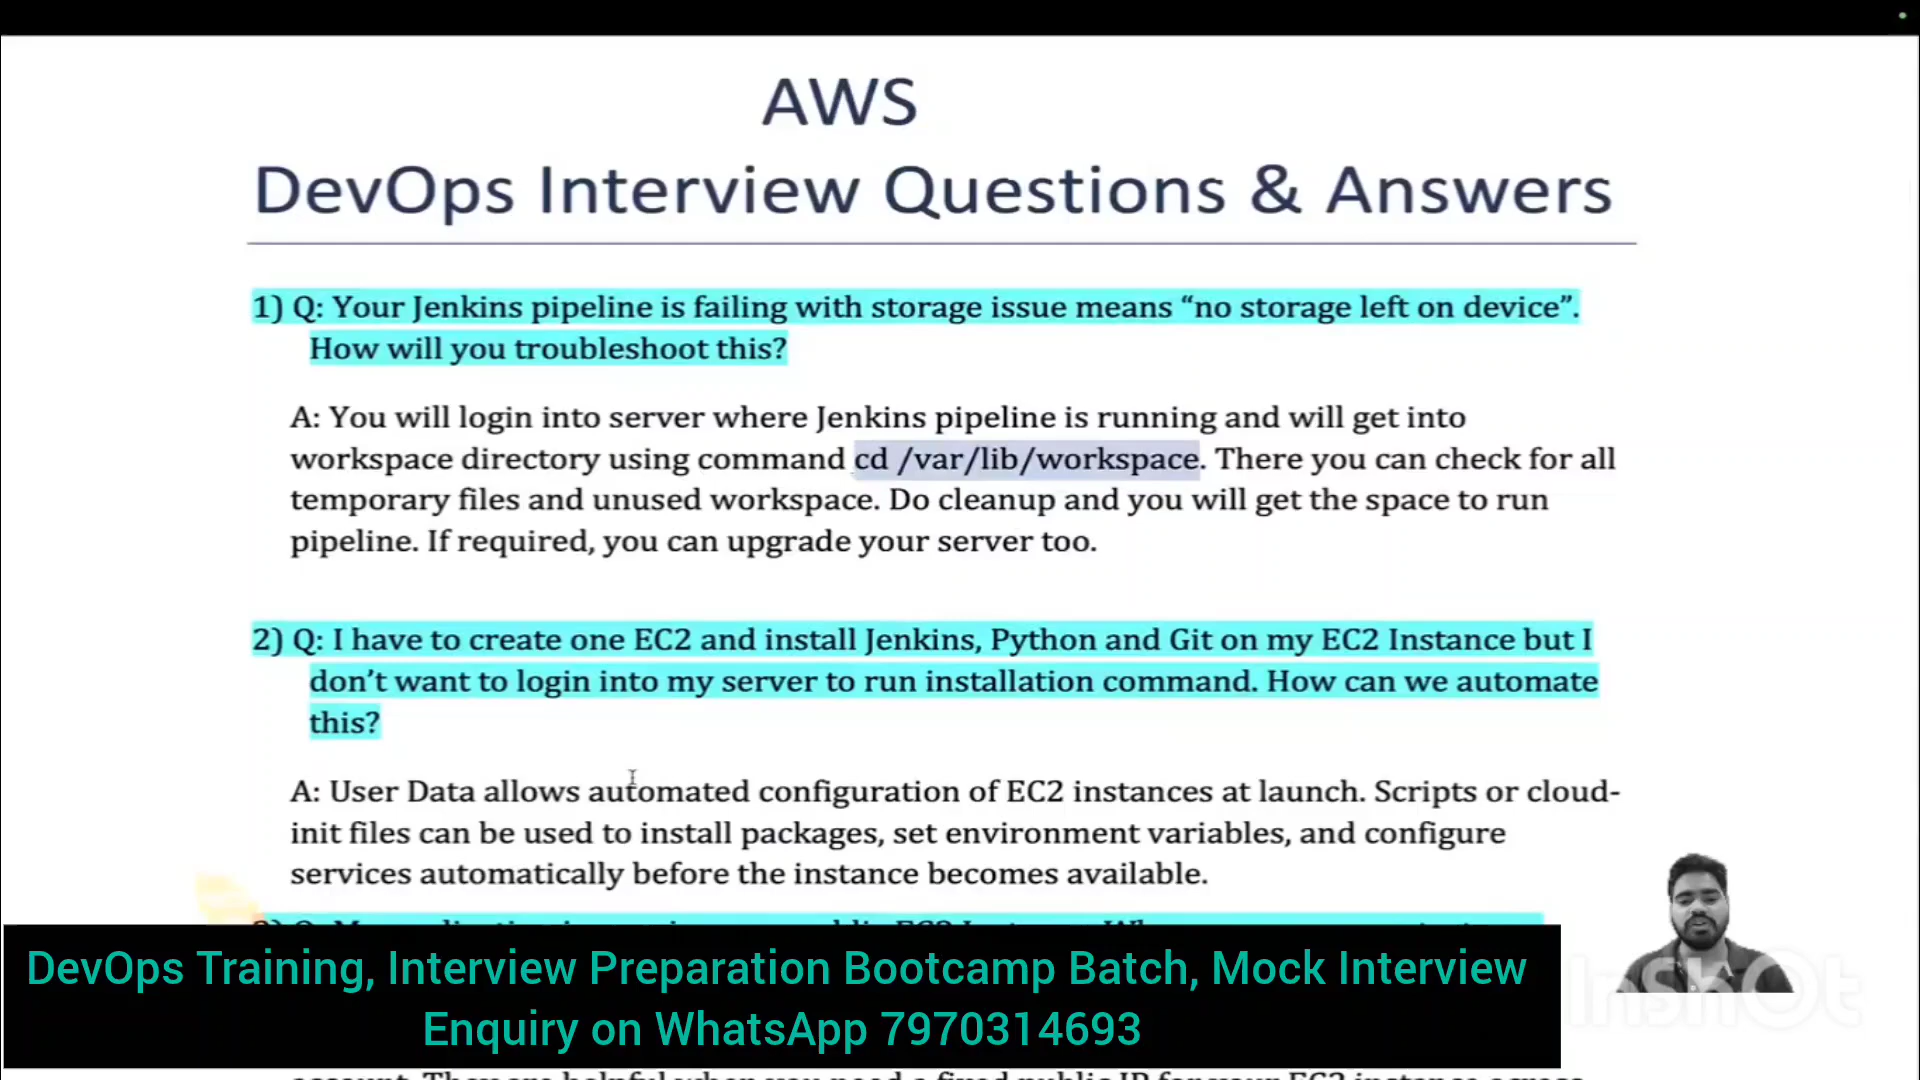 AWS
DevOps Interview Questions & Answers
1) Q: Your Jenkins pipeline is failing with storage issue means “no storage left on device”.
How will you troubleshoot this?
A: You will login into server where Jenkins pipeline is running and will get into
workspace directory using command cd /var/lib/workspace. There you can check for all
temporary files and unused workspace. Do cleanup and you will get the space to run
pipeline. If required, you can upgrade your server too.
2) Q: I have to create one EC2 and install Jenkins, Python and Git on my EC2 Instance but I
don’t want to login into my server to run installation command. How can we automate
this?
A: User Data allows automated configuration of EC2 instances at launch. Scripts or cloud-
init files can be used to install packages, set environment variables, and configure
services automatically before the instance becomes available.
DevOps Training, Interview Preparation Bootcamp Batch, Mock Interview
Enquiry on WhatsApp 7970314693
InShOt